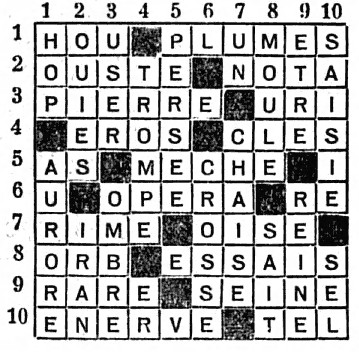 1 2 3 4 5 6 7 8 9 10
1 HOU PLUMES
2 OUSTE NOTA
3 PIERRE URI
4 EROS CLES
5 AS MECHE I
6 U OPERA RE
7 RIME OISE
8 ORB ESSAIS
9 RARE SEINE
10 ENERVE TEL